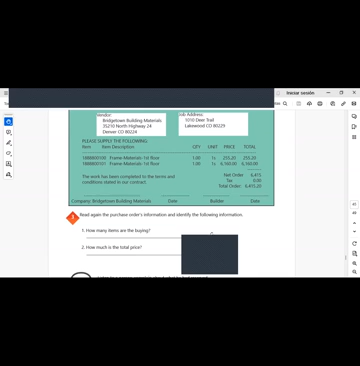 Iniciar sesión
Vendor:
Bridgetown Building Materials
35210 North Highway 24
Denver CO 80224
Job Address
1010 Deer Trail
Lakewood CO 80229
PLEASE SUPPLY THE FOLLOWING:
Item Item Description QTY UNIT PRICE TOTAL
188M00100 Frame-Materials-1st floor 1.00 1s 255.20 255.20
188M00101 Frame-Materials-1st floor 1.00 1s 6,160.00 6,160.00
The work has been completed to the terms and
conditions stated in our contract.
Net Order 6,415
Tax 0.00
Total Order 6,415.20
Company Bridgetown Building Materials Date Builder Date
Read again the purchase order's information and identify the following information.
1. How many items are the buying?
2. How much is the total price?